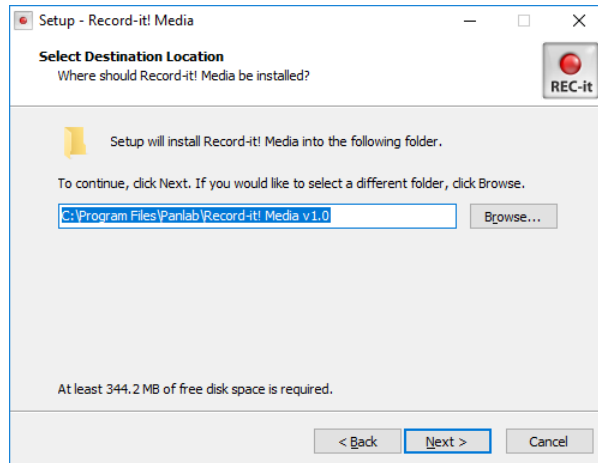 Setup - Record-it! Media
Select Destination Location
Where should Record-it! Media be installed?
REC-it
Setup will install Record-it! Media into the following folder.
To continue, click Next. If you would like to select a different folder, click Browse.
C:\Program Files\Panlab\Record-it! Media v1.0
Browse...
At least 344.2 MB of free disk space is required.
< Back
Next >
Cancel